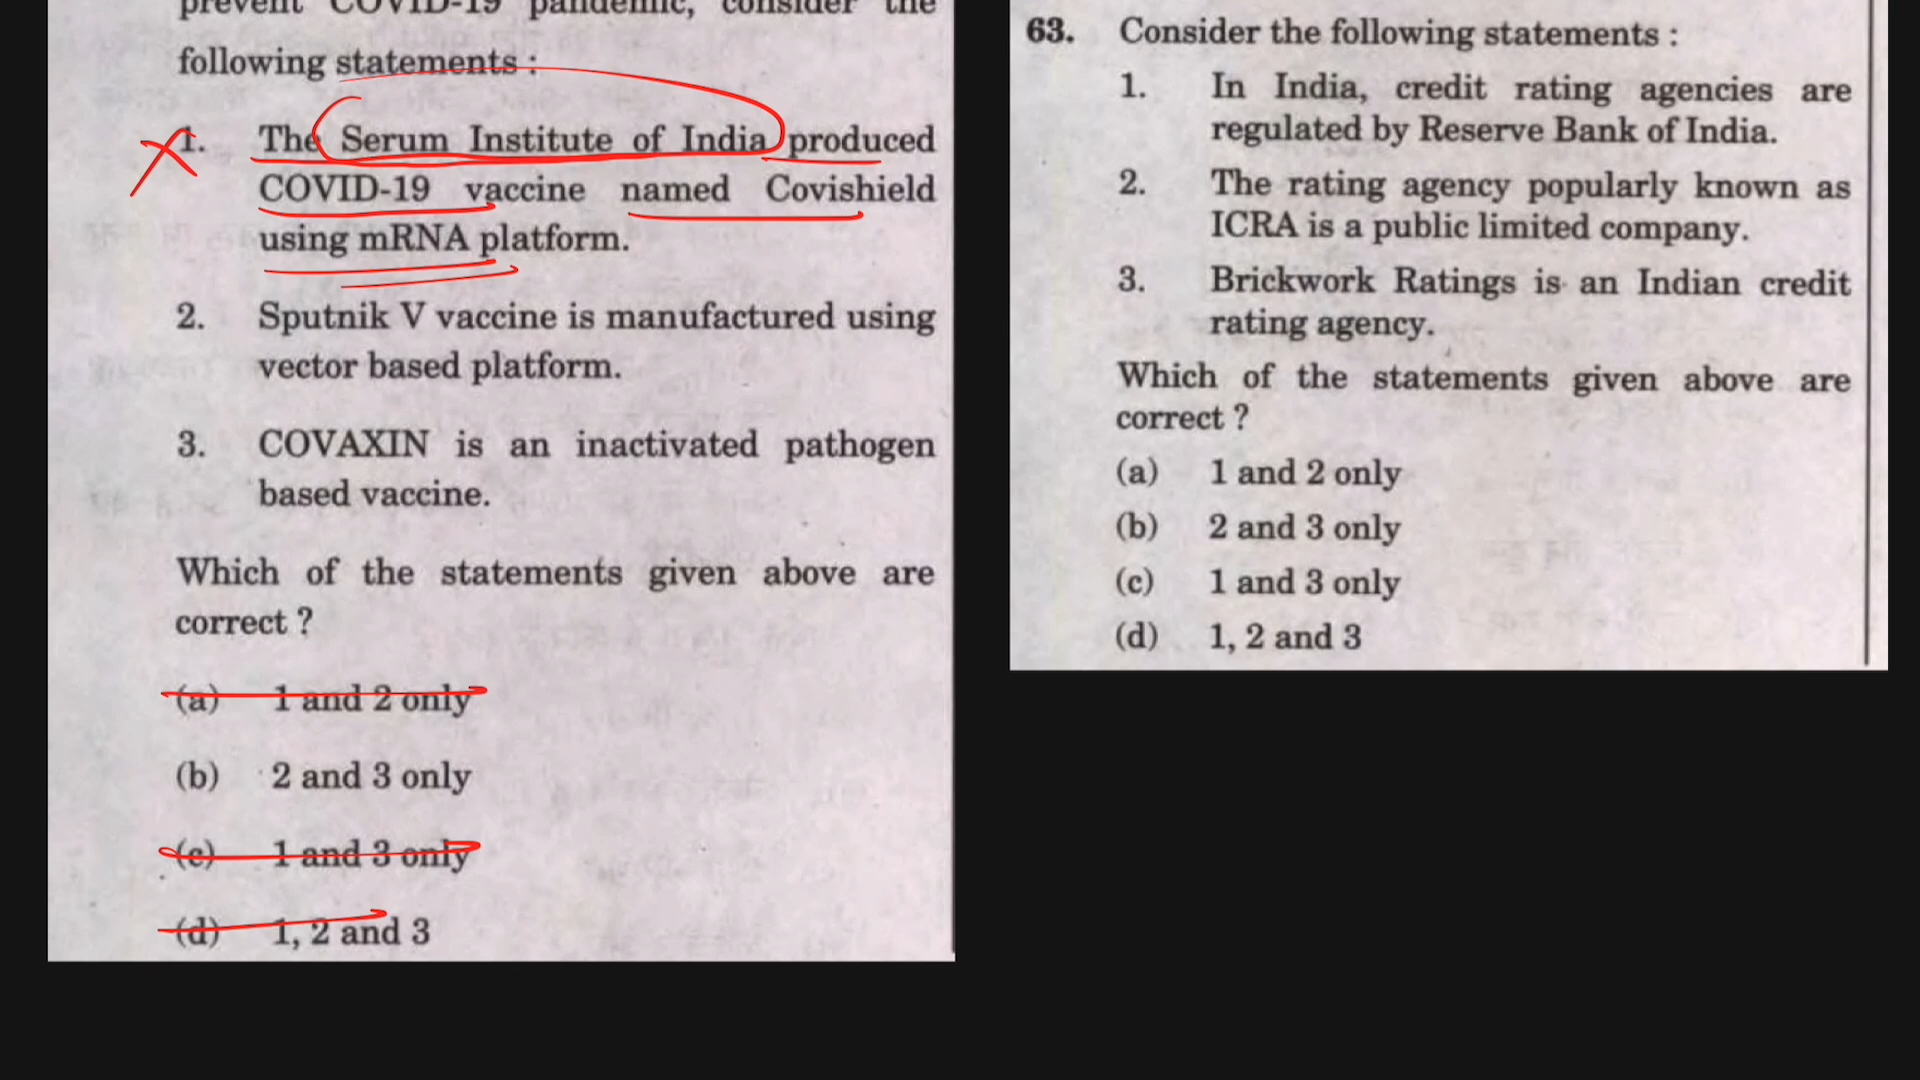 prevent COVID-19 pandemic, consider the
following statements :
1. The Serum Institute of India produced
COVID-19 vaccine named Covishield
using mRNA platform.
2. Sputnik V vaccine is manufactured using
vector based platform.
3. COVAXIN is an inactivated pathogen
based vaccine.
Which of the statements given above are
correct ?
(a) 1 and 2 only
(b) 2 and 3 only
(c) 1 and 3 only
(d) 1, 2 and 3
63. Consider the following statements :
1. In India, credit rating agencies are
regulated by Reserve Bank of India.
2. The rating agency popularly known as
ICRA is a public limited company.
3. Brickwork Ratings is an Indian credit
rating agency.
Which of the statements given above are
correct ?
(a) 1 and 2 only
(b) 2 and 3 only
(c) 1 and 3 only
(d) 1, 2 and 3